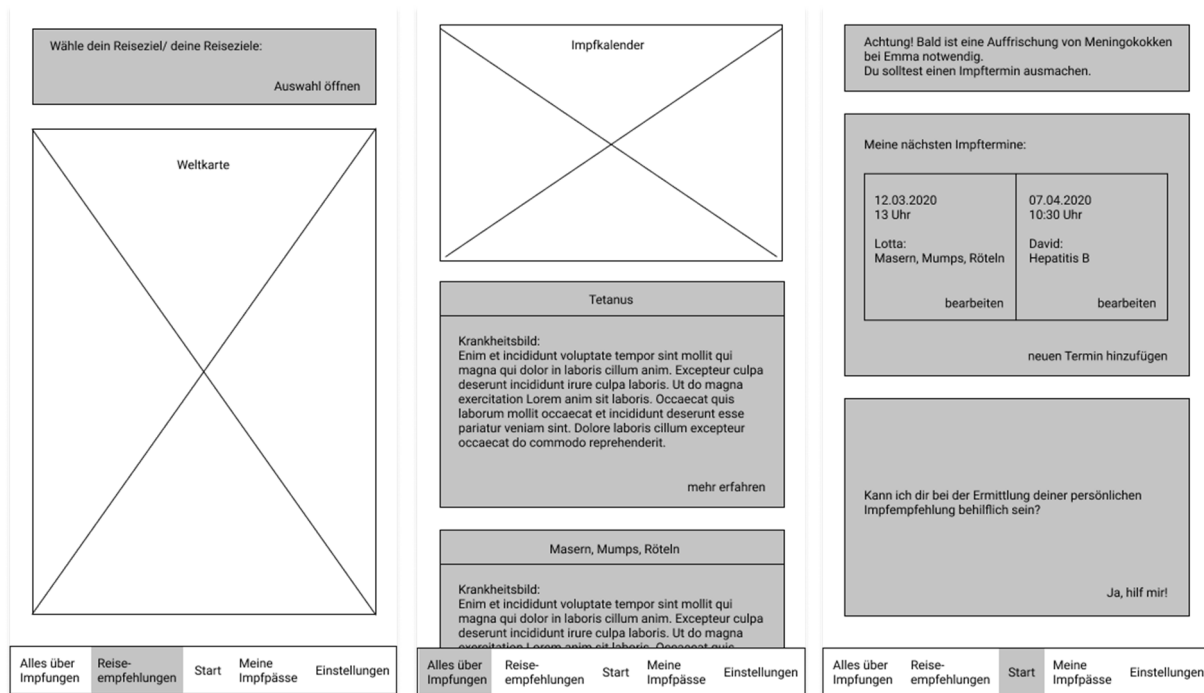 Wähle dein Reiseziel/ deine Reiseziele:
Auswahl öffnen
Weltkarte
Alles über
Impfungen
Reise-
empfehlungen
Start
Meine
Impfpässe
Einstellungen
Impfkalender
Tetanus
Krankheitsbild:
Enim et incididunt voluptate tempor sint mollit qui
magna qui dolor in laboris cillum anim. Excepteur culpa
deserunt incididunt irure culpa laboris. Ut do magna
exercitation Lorem anim sit laboris. Occaecat quis
laborum mollit occaecat et incididunt deserunt esse
pariatur veniam sint. Dolore laboris cillum excepteur
occaecat do commodo reprehenderit.
mehr erfahren
Masern, Mumps, Röteln
Krankheitsbild:
Enim et incididunt voluptate tempor sint mollit qui
magna qui dolor in laboris cillum anim. Excepteur culpa
deserunt incididunt irure culpa laboris. Ut do magna
exercitation Lorem anim sit laboris. Occaecat quis
Alles über
Impfungen
Reise-
empfehlungen
Start
Meine
Impfpässe
Einstellungen
Achtung! Bald ist eine Auffrischung von Meningokokken
bei Emma notwendig.
Du solltest einen Impftermin ausmachen.
Meine nächsten Impftermine:
12.03.2020
13 Uhr
Lotta:
Masern, Mumps, Röteln
bearbeiten
07.04.2020
10:30 Uhr
David:
Hepatitis B
bearbeiten
neuen Termin hinzufügen
Kann ich dir bei der Ermittlung deiner persönlichen
Impfempfehlung behilflich sein?
Ja, hilf mir!
Alles über
Impfungen
Reise-
empfehlungen
Start
Meine
Impfpässe
Einstellungen